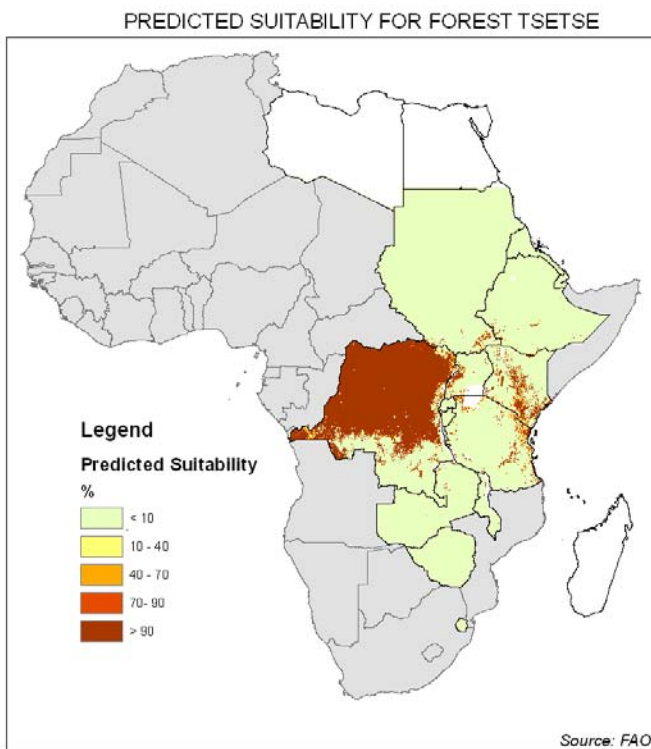 PREDICTED SUITABILITY FOR FOREST TSETSE
Legend
Predicted Suitability
%
< 10
10 - 40
40 - 70
70- 90
> 90
Source: FAO